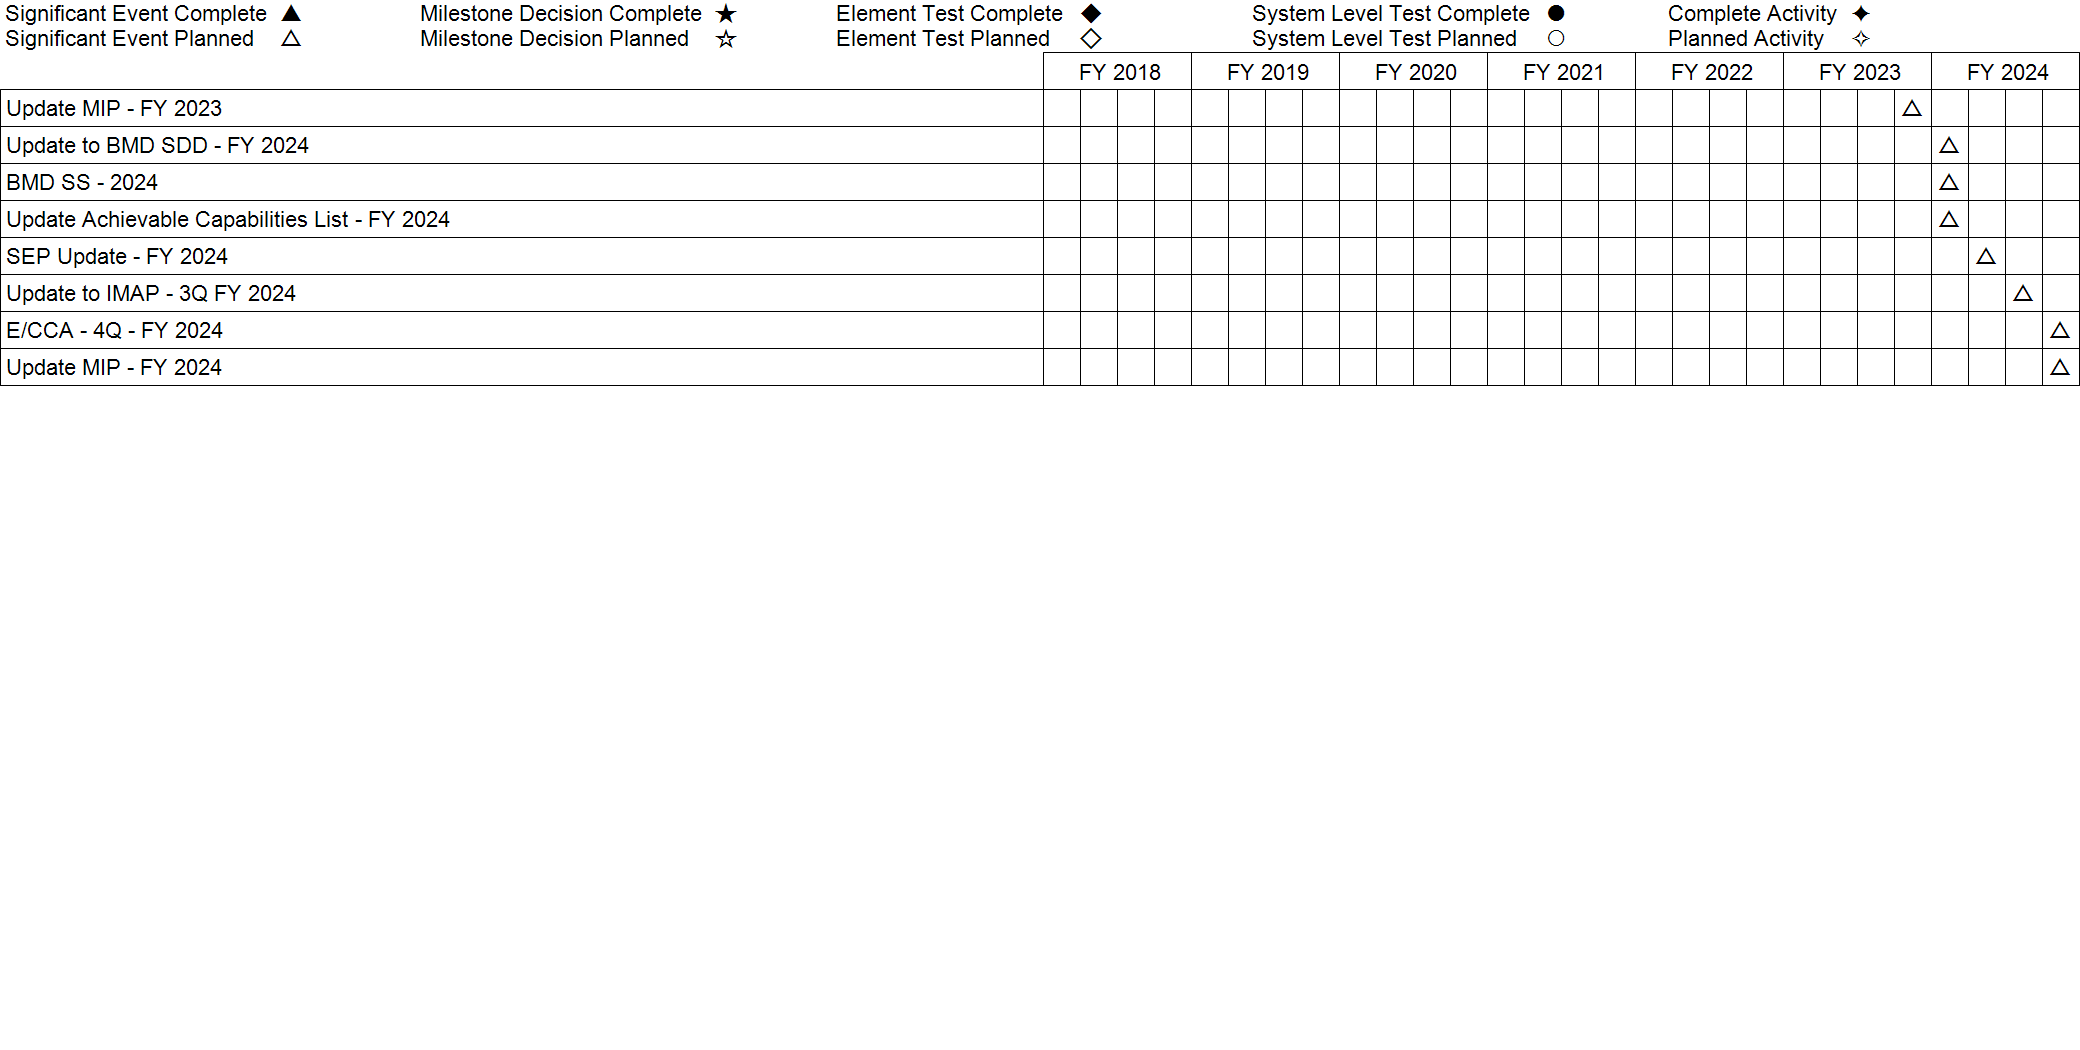 Significant Event Complete ▲ Milestone Decision Complete ★ Element Test Complete ◆ System Level Test Complete ● Complete Activity ✦
Significant Event Planned △ Milestone Decision Planned ☆ Element Test Planned ◇ System Level Test Planned ○ Planned Activity ✧
FY 2018 FY 2019 FY 2020 FY 2021 FY 2022 FY 2023 FY 2024
Update MIP - FY 2023 △
Update to BMD SDD - FY 2024 △
BMD SS - 2024 △
Update Achievable Capabilities List - FY 2024 △
SEP Update - FY 2024 △
Update to IMAP - 3Q FY 2024 △
E/CCA - 4Q - FY 2024 △
Update MIP - FY 2024 △